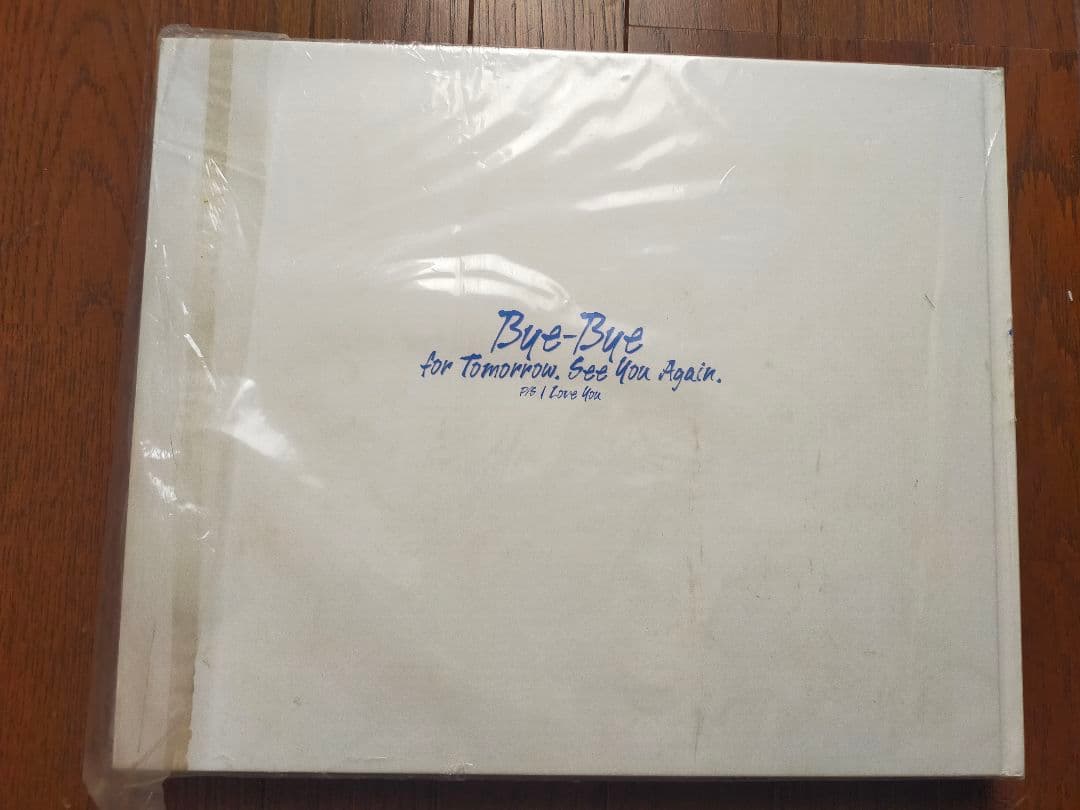 Bye-Bye
for Tomorrow. See You Again.
P/S I Love You